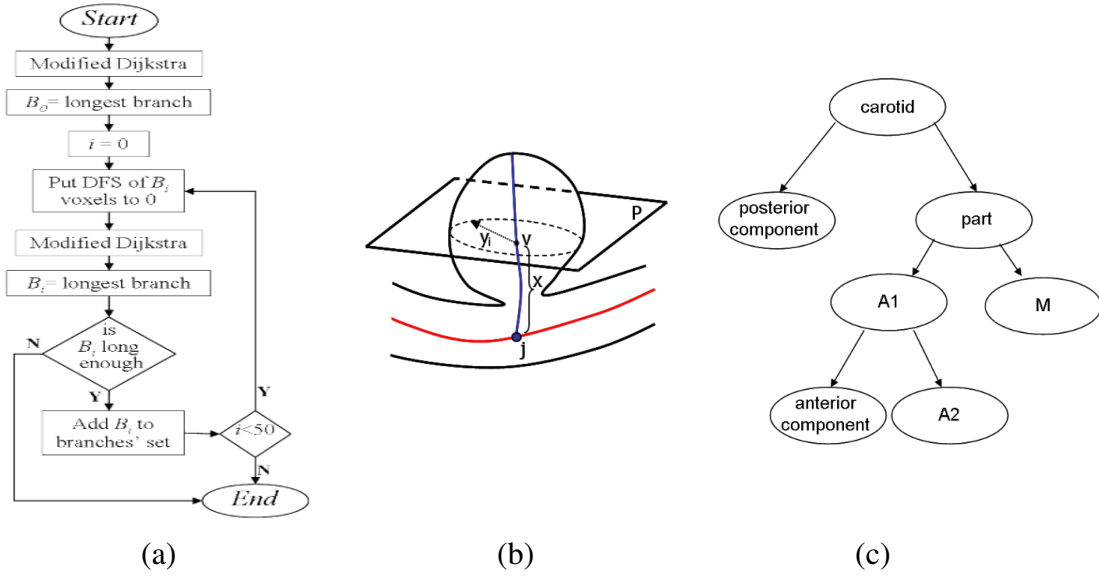 Start
Modified Dijkstra
B₀= longest branch
i = 0
Put DFS of Bᵢ
voxels to 0
Modified Dijkstra
Bᵢ= longest branch
is
Bᵢ long
enough
N
Y
Add Bᵢ to
branches' set
i<50
Y
N
End
(a)
P
yᵢ
v
x
j
(b)
carotid
posterior
component
part
A1
M
anterior
component
A2
(c)